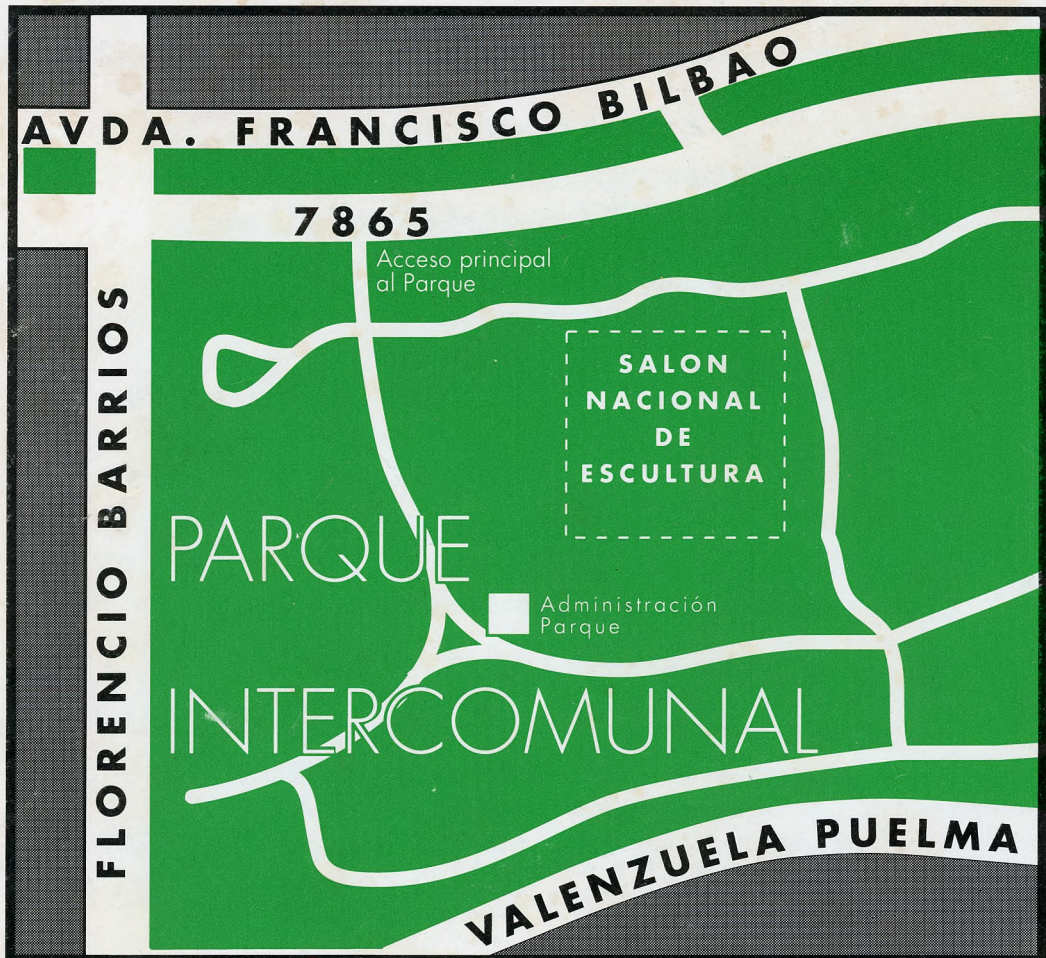 AVDA. FRANCISCO BILBAO
7865
Acceso principal
al Parque
FLORENCIO BARRIOS
SALON
NACIONAL
DE
ESCULTURA
PARQUE
Administración
Parque
INTERCOMUNAL
VALENZUELA PUELMA